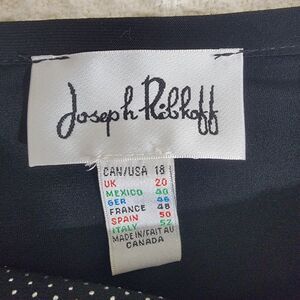 Joseph Ribkoff
CAN/USA 18
UK 20
MEXICO 40
GER 46
FRANCE 48
SPAIN 50
ITALY 52
MADE IN/FAIT AU
CANADA